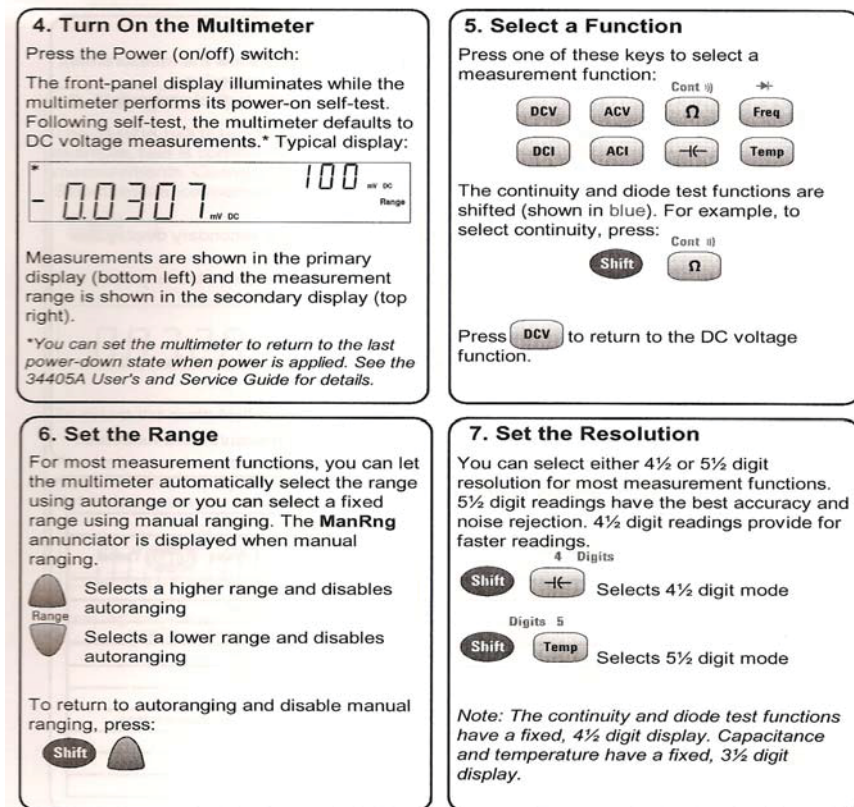 4. Turn On the Multimeter
Press the Power (on/off) switch:
The front-panel display illuminates while the
multimeter performs its power-on self-test.
Following self-test, the multimeter defaults to
DC voltage measurements.* Typical display:
*
100 mV DC
- 00.0307 mV DC
Range
Measurements are shown in the primary
display (bottom left) and the measurement
range is shown in the secondary display (top
right).
*You can set the multimeter to return to the last
power-down state when power is applied. See the
34405A User's and Service Guide for details.
5. Select a Function
Press one of these keys to select a
measurement function:
Cont
DCV ACV Ω Freq
DCI ACI Temp
The continuity and diode test functions are
shifted (shown in blue). For example, to
select continuity, press:
Cont
Shift Ω
Press DCV to return to the DC voltage
function.
6. Set the Range
For most measurement functions, you can let
the multimeter automatically select the range
using autorange or you can select a fixed
range using manual ranging. The ManRng
annunciator is displayed when manual
ranging.
Selects a higher range and disables
autoranging
Range
Selects a lower range and disables
autoranging
To return to autoranging and disable manual
ranging, press:
Shift
7. Set the Resolution
You can select either 4½ or 5½ digit
resolution for most measurement functions.
5½ digit readings have the best accuracy and
noise rejection. 4½ digit readings provide for
faster readings.
4 Digits
Shift Selects 4½ digit mode
Digits 5
Shift Temp Selects 5½ digit mode
Note: The continuity and diode test functions
have a fixed, 4½ digit display. Capacitance
and temperature have a fixed, 3½ digit
display.